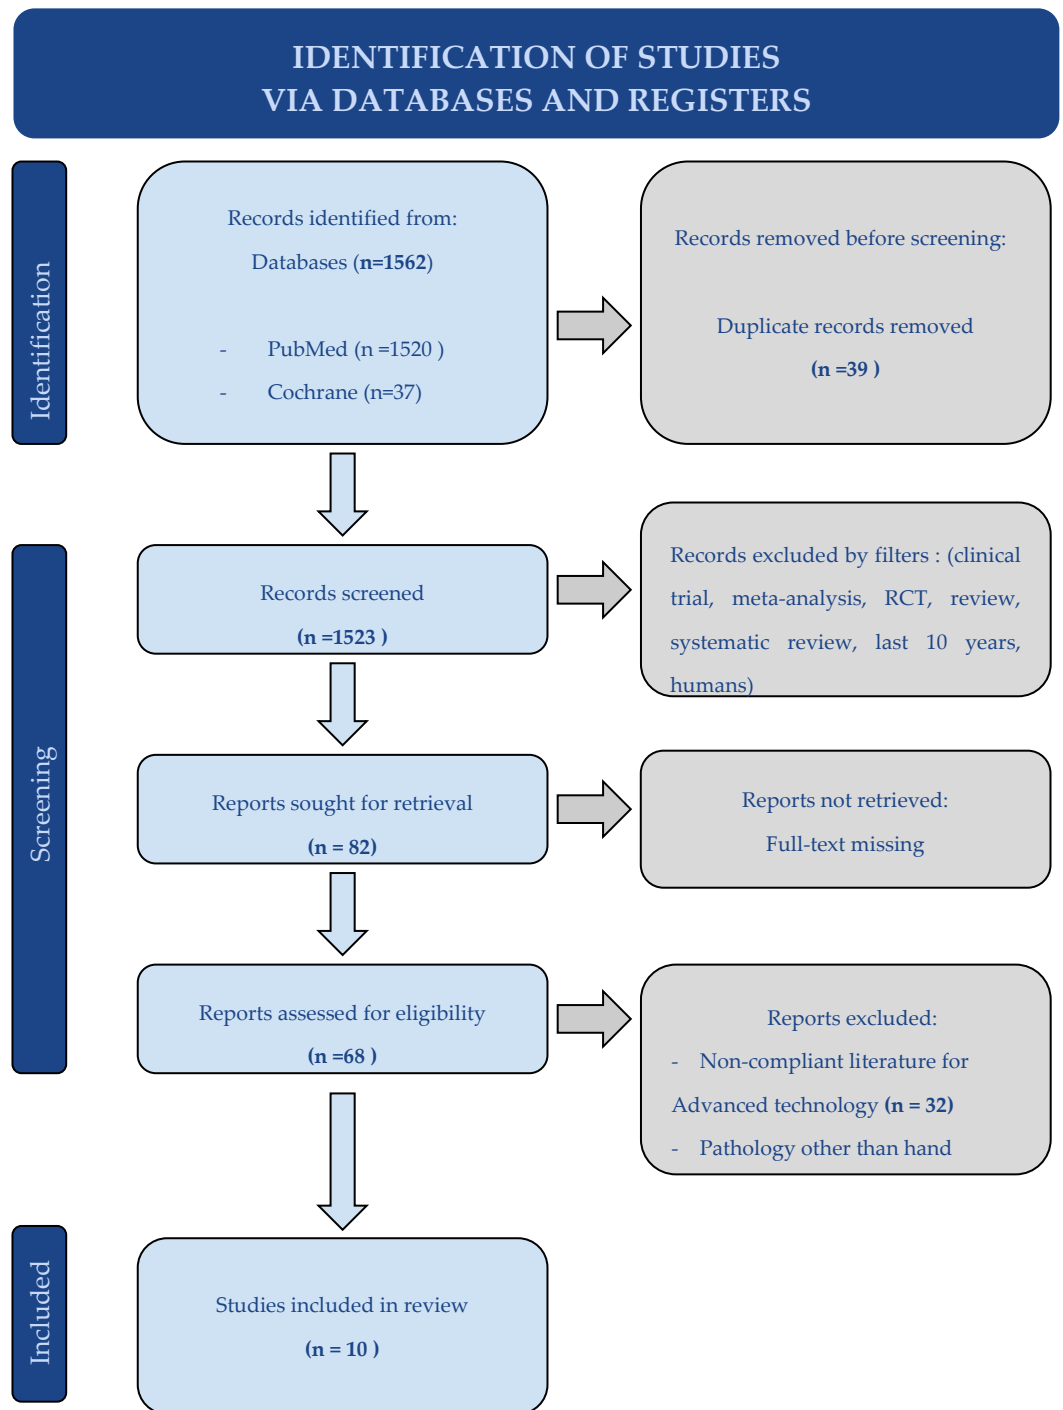 IDENTIFICATION OF STUDIES
VIA DATABASES AND REGISTERS
Identification
Records identified from:
Databases (n=1562)
- PubMed (n =1520 )
- Cochrane (n=37)
Records removed before screening:
Duplicate records removed
(n =39 )
Screening
Records screened
(n =1523 )
Records excluded by filters : (clinical
trial, meta-analysis, RCT, review,
systematic review, last 10 years,
humans)
Reports sought for retrieval
(n = 82)
Reports not retrieved:
Full-text missing
Reports assessed for eligibility
(n =68 )
Reports excluded:
- Non-compliant literature for
Advanced technology (n = 32)
- Pathology other than hand
Included
Studies included in review
(n = 10 )